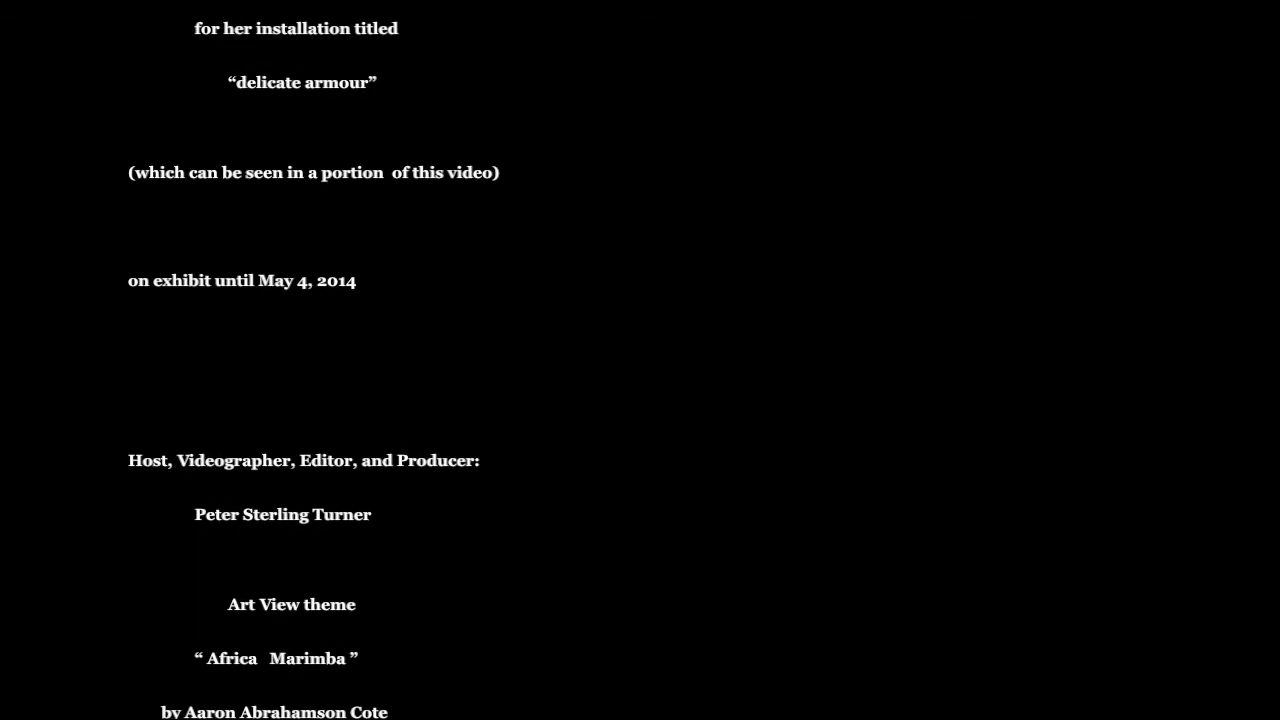 for her installation titled
“delicate armour”
(which can be seen in a portion  of this video)
on exhibit until May 4, 2014
Host, Videographer, Editor, and Producer:
Peter Sterling Turner
Art View theme
“ Africa   Marimba ”
by Aaron Abrahamson Cote